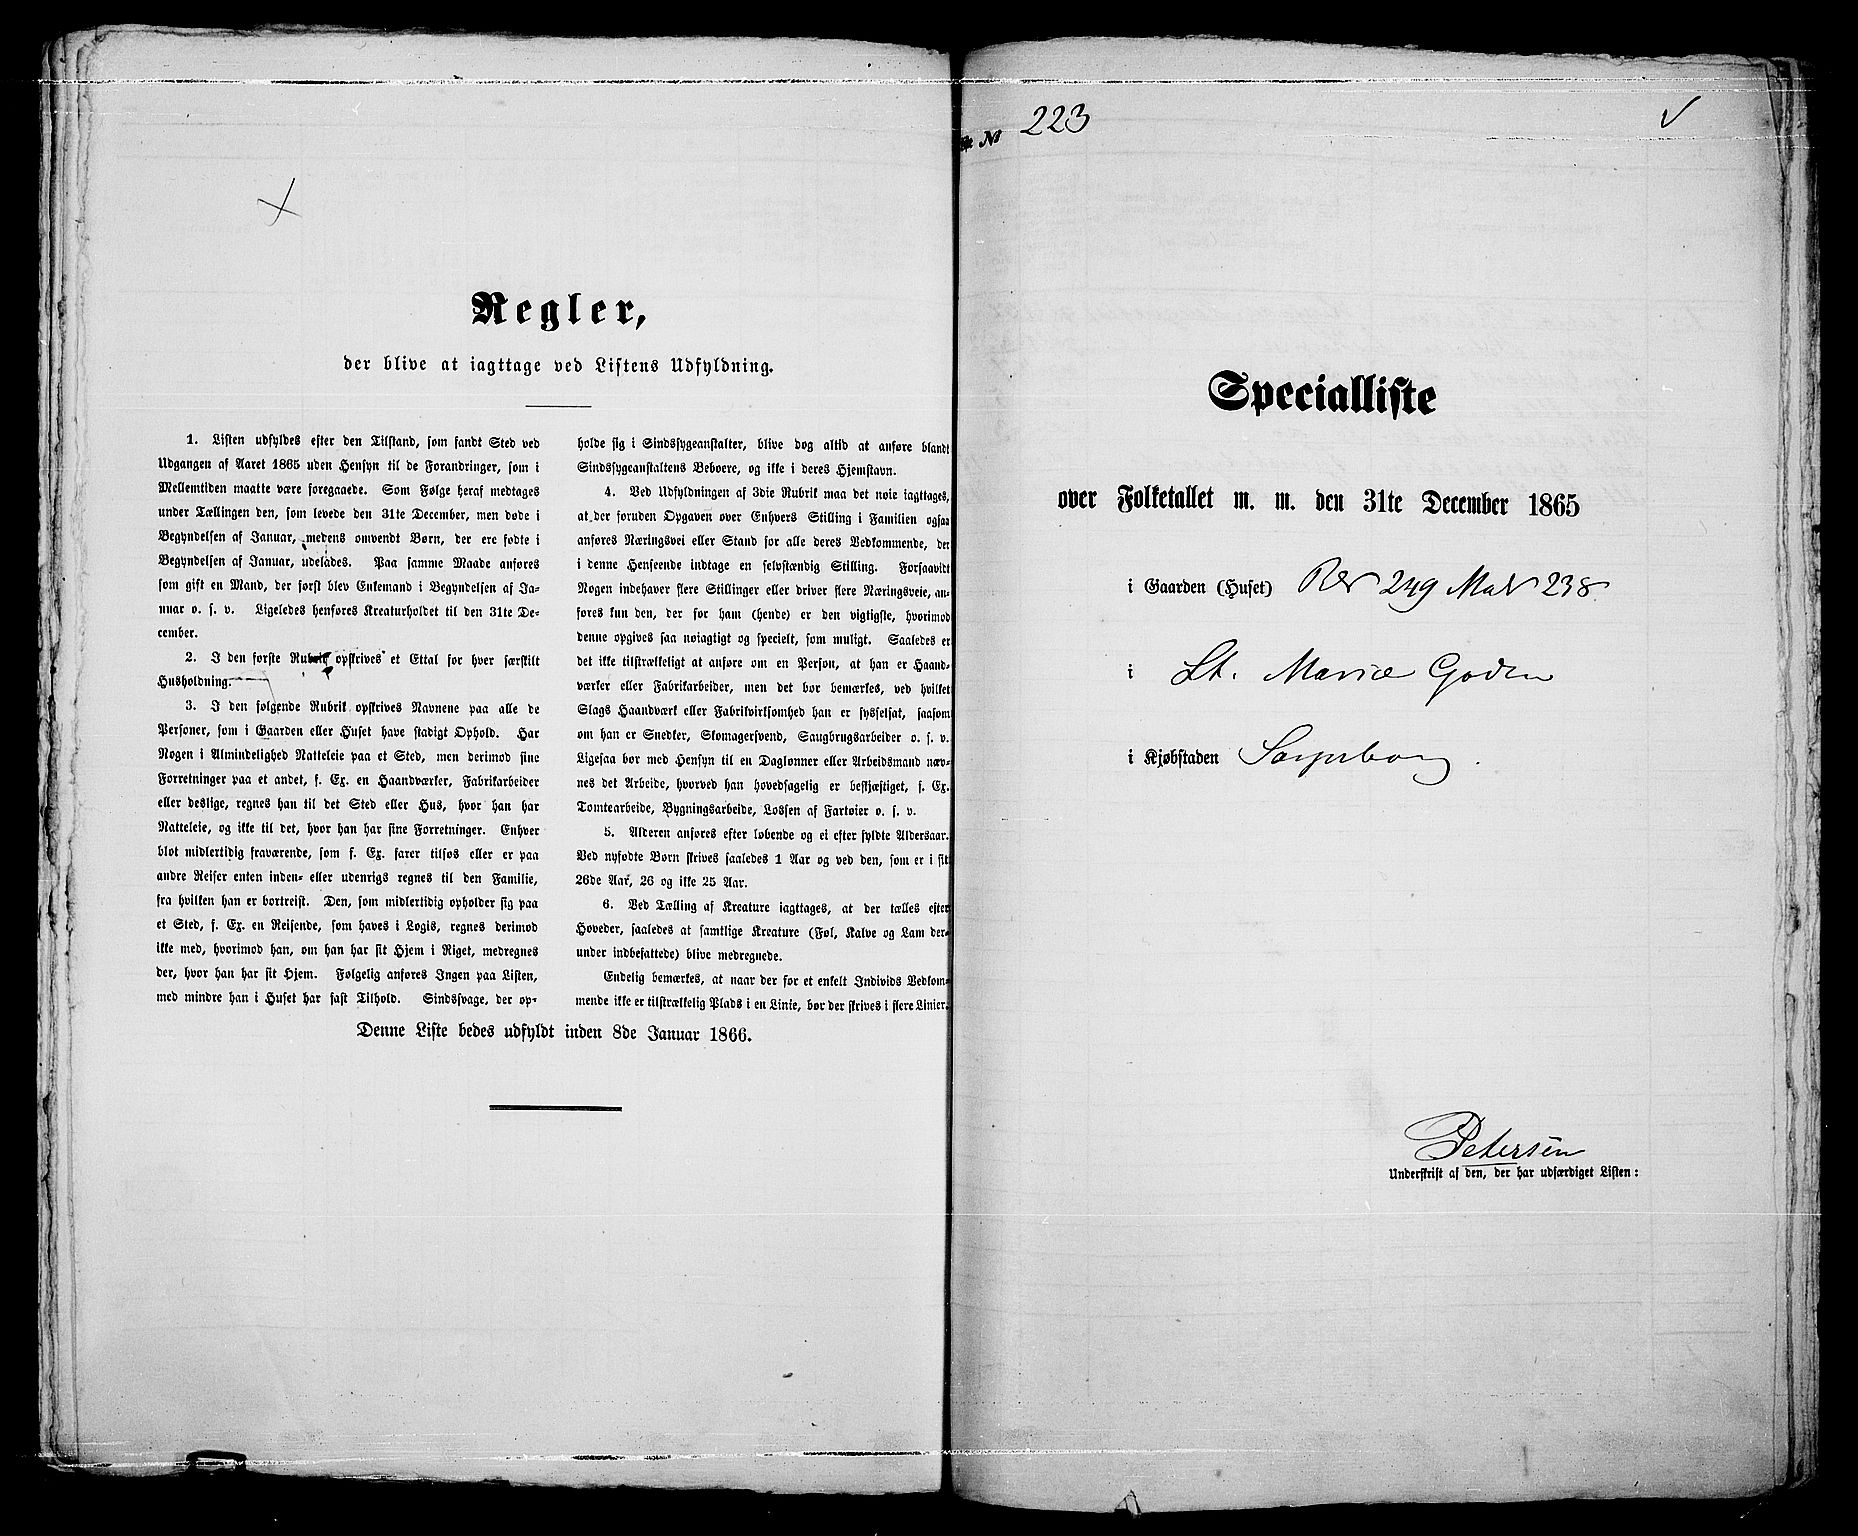 Regler,
der blive at iagttage ved Listens Udfyldning.
1. Listen udfyldes efter den Tilstand, som fandt Sted ved
Udgangen af Aaret 1865 uden Hensyn til de Forandringer, som i
Mellemtiden maatte være foregaaede. Som Følge heraf medtages
under Tællingen den, som levede den 31te December, men døde i
Begyndelsen af Januar, medens omvendt Børn, der ere fødte i
Begyndelsen af Januar, udelades. Paa samme Maade anføres
som gift en Mand, der først blev Enkemand i Begyndelsen af Ja-
nuar o. s. v. Ligeledes henføres Kreaturholdet til den 31te De-
cember.
2. I den første Rubrik opskrives et Ettal for hver særskilt
Husholdning.
3. I den følgende Rubrik opskrives Navnene paa alle de
Personer, som i Gaarden eller Huset have stadigt Ophold. Har
Nogen i Almindelighed Natteleie paa et Sted, men derimod sine
Forretninger paa et andet, f. Ex. en Haandværker, Fabrikarbeider
eller deslige, regnes han til det Sted eller Hus, hvor han har
Natteleie, og ikke til det, hvor han har sine Forretninger. Enhver
blot midlertidig fraværende, som f. Ex. farer tilsøs eller er paa
andre Reiser enten inden- eller udenrigs regnes til den Familie,
fra hvilken han er bortreist. Den, som midlertidig opholder sig paa
et Sted, f. Ex. en Reisende, som haves i Logis, regnes derimod
ikke med, hvorimod han, om han har sit Hjem i Riget, medregnes
der, hvor han har sit Hjem. Følgelig anføres Ingen paa Listen,
med mindre han i Huset har fast Tilhold. Sindssvage, der op-
holde sig i Sindssygeanstalter, blive dog altid at anføre blandt
Sindssygeanstaltens Beboere, og ikke i deres Hjemstavn.
4. Ved Udfyldningen af 3die Rubrik maa det nøie iagttages,
at der foruden Opgaven over Enhvers Stilling i Familien ogsaa
anføres Næringsvei eller Stand for alle deres Vedkommende, der
i denne Henseende indtage en selvstændig Stilling. Forsaavidt
Nogen indehaver flere Stillinger eller driver flere Næringsveie, an-
føres kun den, der for ham (hende) er den vigtigste, hvorimod
denne opgives saa nøiagtigt og specielt, som muligt. Saaledes er
det ikke tilstrækkeligt at anføre om en Person, at han er Haand-
værker eller Fabrikarbeider, men det bør bemærkes, ved hvilket
Slags Haandværk eller Fabrikvirksomhed han er sysselsat, saasom
om han er Snedker, Skomagersvend, Saugbrugsarbeider o. s. v.
Ligesaa bør med Hensyn til en Dagløner eller Arbeidsmand næv-
nes det Arbeide, hvorved han hovedsagelig er beskjæftiget, f. Ex.
Tomtearbeide, Bygningsarbeide, Lossen af Fartøier o. s. v.
5. Alderen anføres efter løbende og ei efter fyldte Aldersaar.
Ved nyfødte Børn skrives saaledes 1 Aar og ved den, som er i sit
26de Aar, 26 og ikke 25 Aar.
6. Ved Tælling af Kreature iagttages, at der tælles efter
Hoveder, saaledes at samtlige Kreature (Føl, Kalve og Lam der-
under indbefattede) blive medregnede.
Endelig bemærkes, at naar der for et enkelt Individs Vedkom-
mende ikke er tilstrækkelig Plads i en Linie, bør der skrives i flere Linier.
Denne Liste bedes udfyldt inden 8de Januar 1866.
№ 223
Specialliste
over Folketallet m. m. den 31te December 1865
i Gaarden (Huset) 249 238
i St. Mariæ Gaden
i Kjøbstaden Sarpsborg.
Petersen
Underskrift af den, der har udfærdiget Listen: